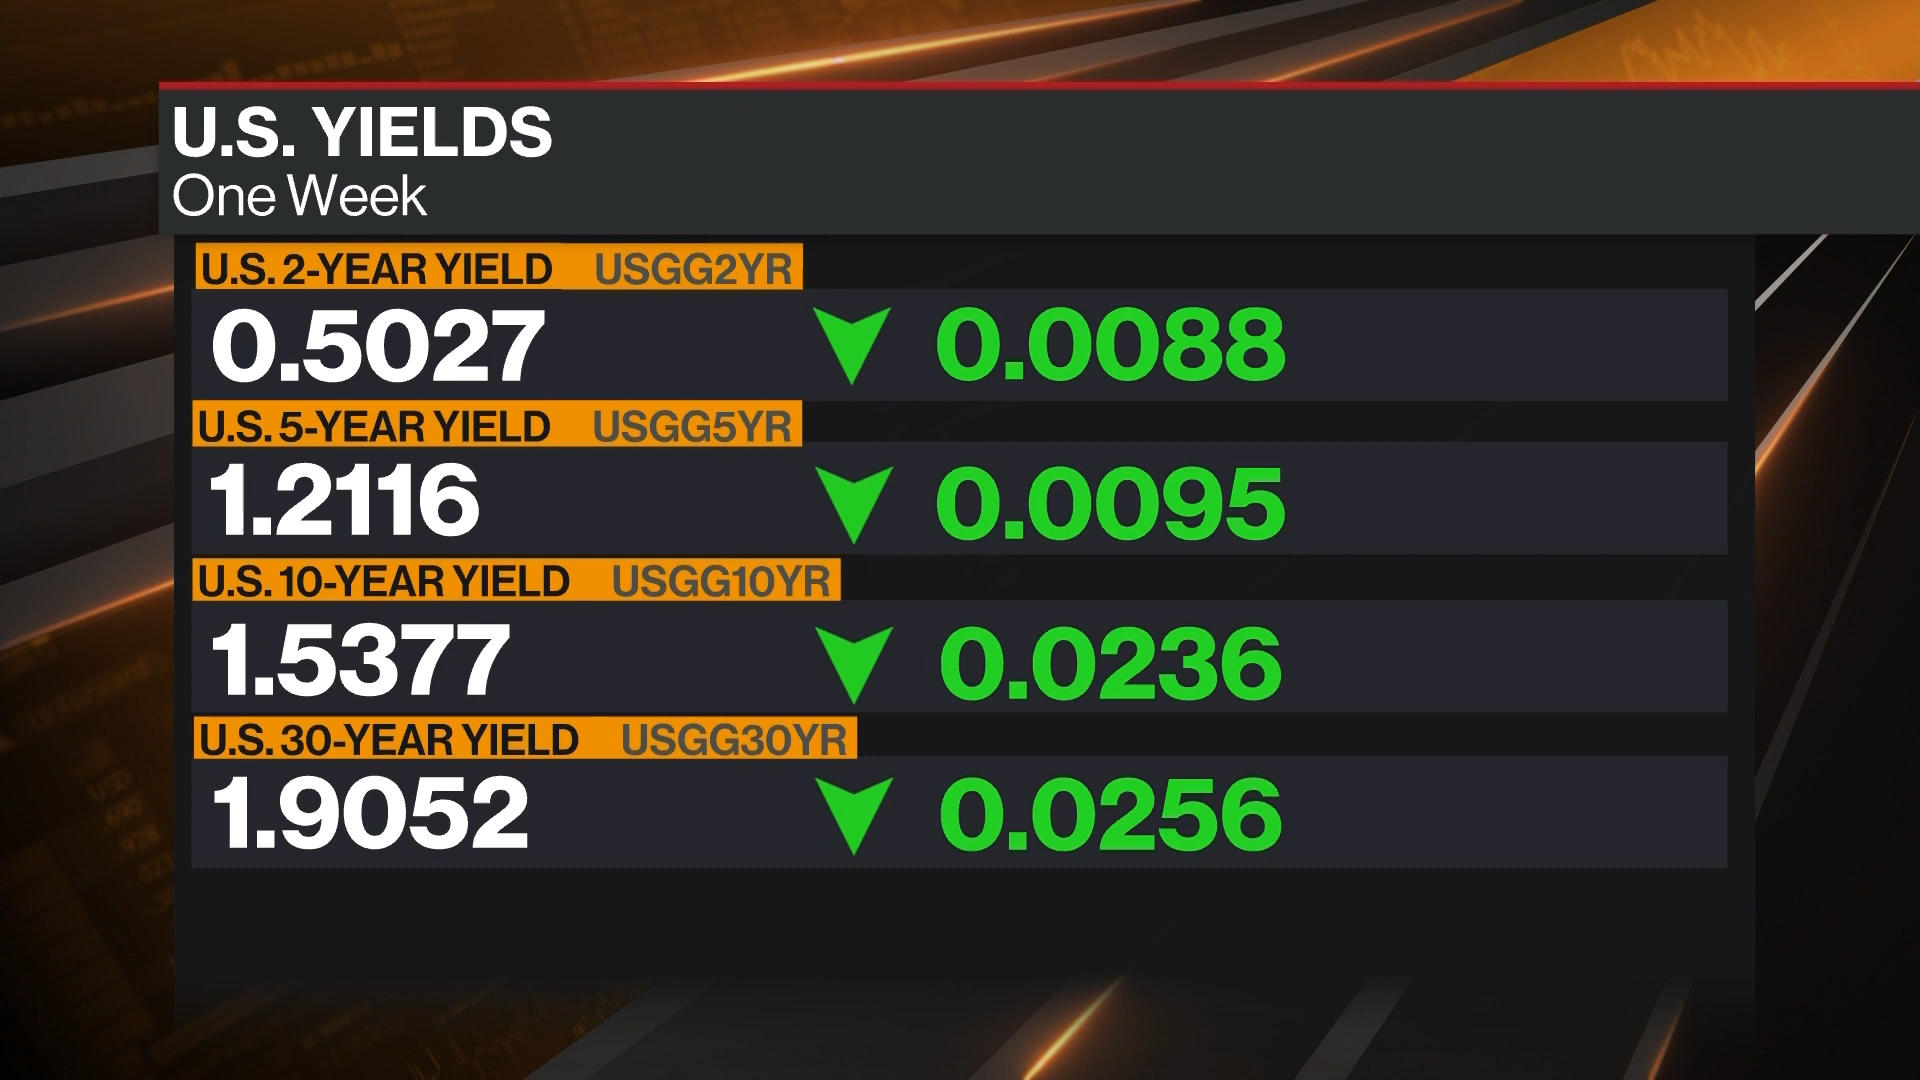 U.S. YIELDS
One Week
U.S. 2-YEAR YIELD USGG2YR
0.5027 0.0088
U.S. 5-YEAR YIELD USGG5YR
1.2116 0.0095
U.S. 10-YEAR YIELD USGG10YR
1.5377 0.0236
U.S. 30-YEAR YIELD USGG30YR
1.9052 0.0256